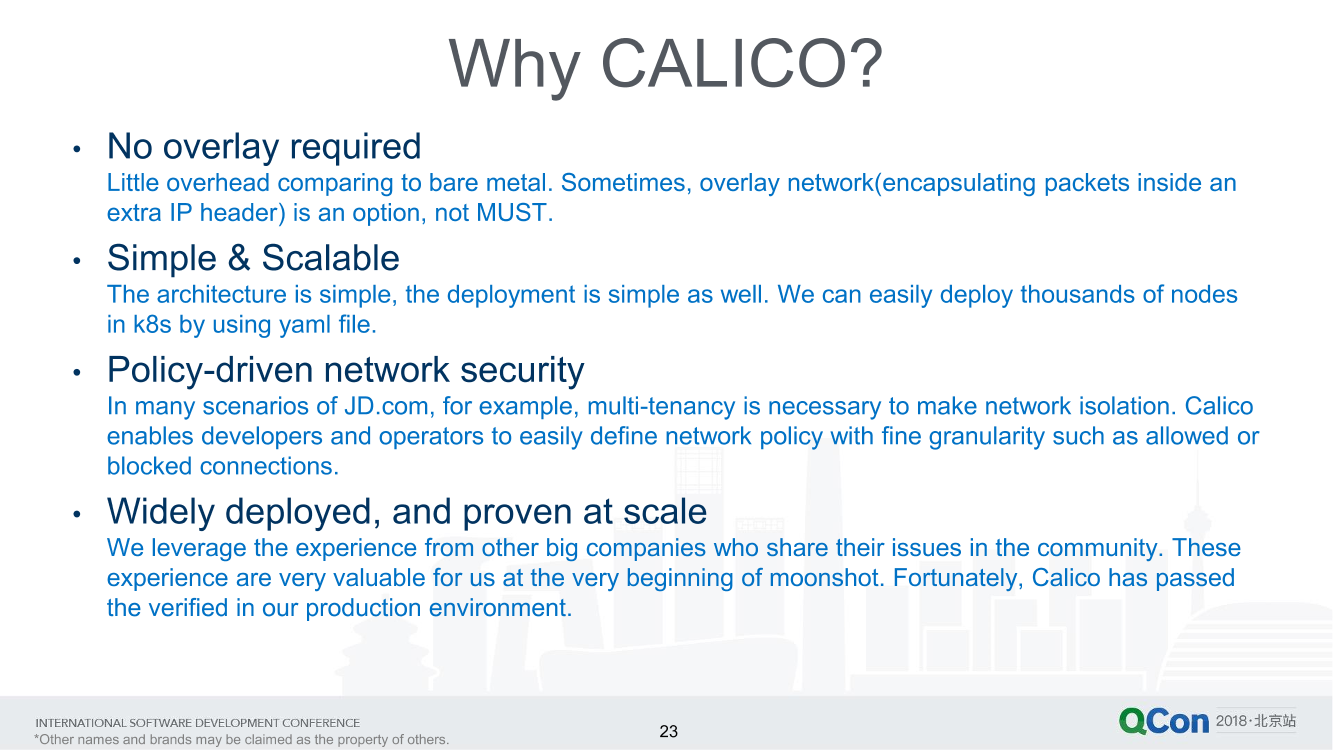 Why CALICO?
• No overlay required
Little overhead comparing to bare metal. Sometimes, overlay network(encapsulating packets inside an
extra IP header) is an option, not MUST.
• Simple & Scalable
The architecture is simple, the deployment is simple as well. We can easily deploy thousands of nodes
in k8s by using yaml file.
• Policy-driven network security
In many scenarios of JD.com, for example, multi-tenancy is necessary to make network isolation. Calico
enables developers and operators to easily define network policy with fine granularity such as allowed or
blocked connections.
• Widely deployed, and proven at scale
We leverage the experience from other big companies who share their issues in the community. These
experience are very valuable for us at the very beginning of moonshot. Fortunately, Calico has passed
the verified in our production environment.
INTERNATIONAL SOFTWARE DEVELOPMENT CONFERENCE
*Other names and brands may be claimed as the property of others.
23
QCon 2018·北京站